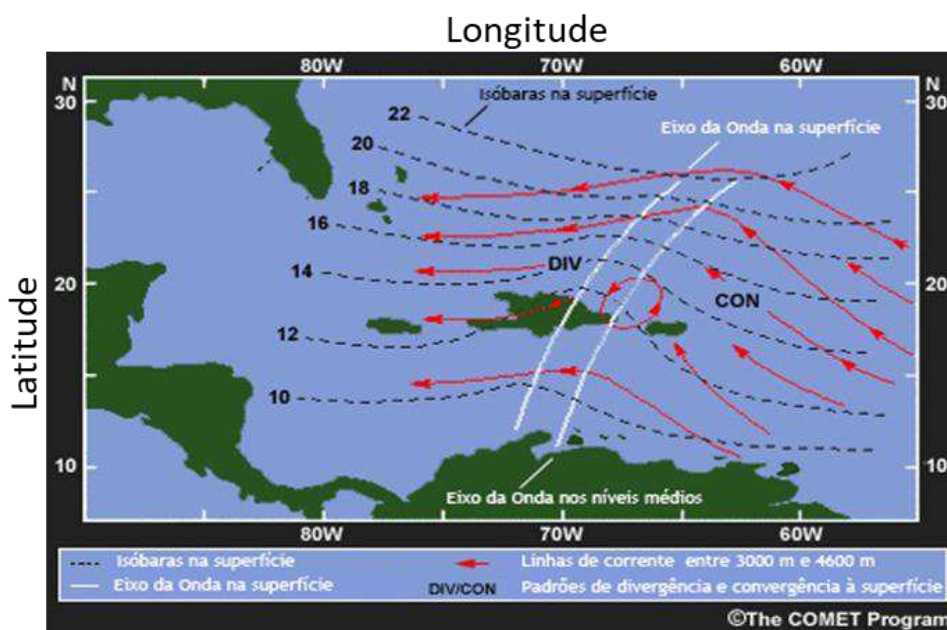 Longitude
80W 70W 60W
N N
30 30
Isóbaras na superfície
22
Eixo da Onda na superfície
20
18
16
DIV
14
20 20
CON
12
10
10 10
Eixo da Onda nos níveis médios
80W 70W 60W
Latitude
Isóbaras na superfície Linhas de corrente entre 3000 m e 4600 m
Eixo da Onda na superfície DIV/CON Padrões de divergência e convergência à superfície
©The COMET Program